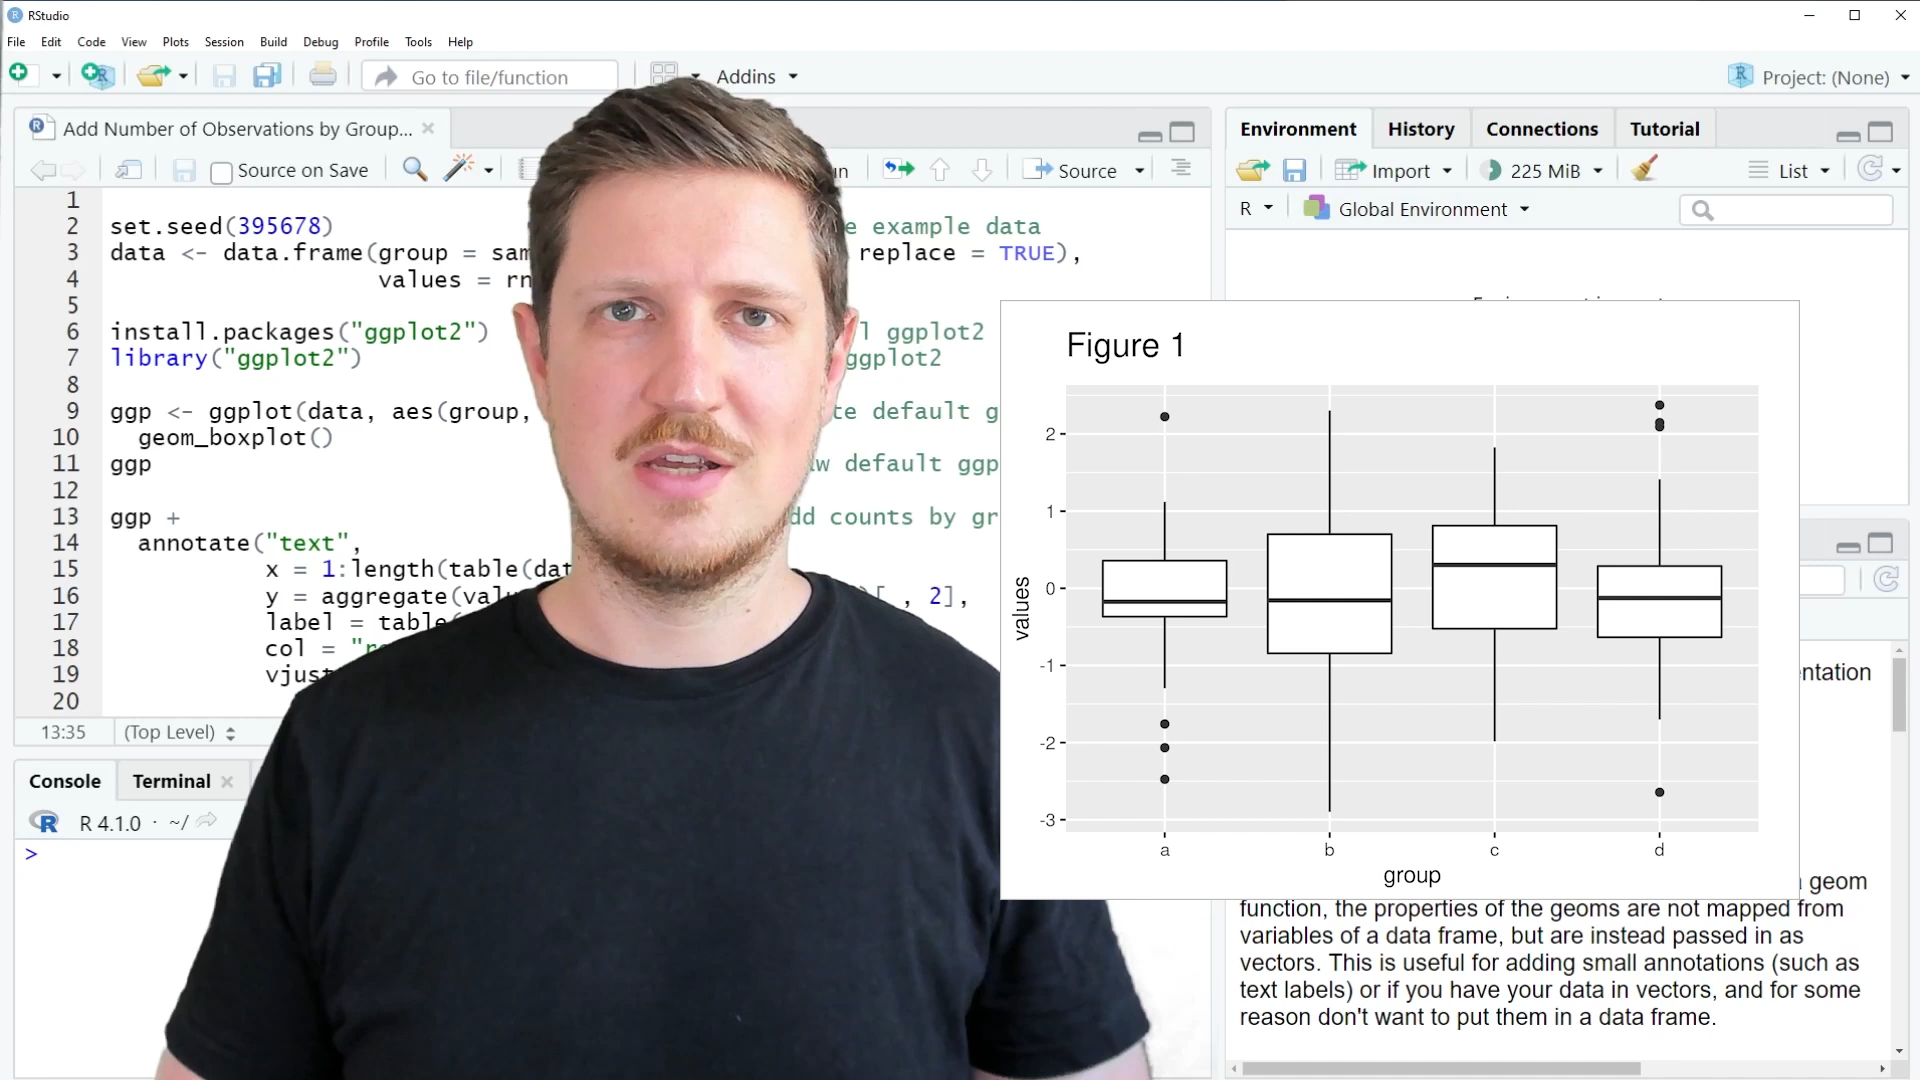 RStudio
File Edit Code View Plots Session Build Debug Profile Tools Help
Go to file/function
Addins
Project: (None)
Add Number of Observations by Group...
Source on Save
Source
1
2 set.seed(395678) example data
3 data <- data.frame(group = replace = TRUE),
4 values =
5
6 install.packages("ggplot2") ggplot2
7 library("ggplot2") ggplot2
8
9 ggp <- ggplot(data, aes(group, default
10 geom_boxplot()
11 ggp default ggp
12
13 ggp + counts by
14 annotate("text",
15 x = 1:length(table(
16 y = aggregate( , 2],
17 label = table
18 col =
19
20
13:35 (Top Level)
Console Terminal
R 4.1.0 · ~/
>
Environment History Connections Tutorial
Import 225 MiB List
R Global Environment
Figure 1
values
2
1
0
-1
-2
-3
a b c d
group
geom
function, the properties of the geoms are not mapped from
variables of a data frame, but are instead passed in as
vectors. This is useful for adding small annotations (such as
text labels) or if you have your data in vectors, and for some
reason don't want to put them in a data frame.